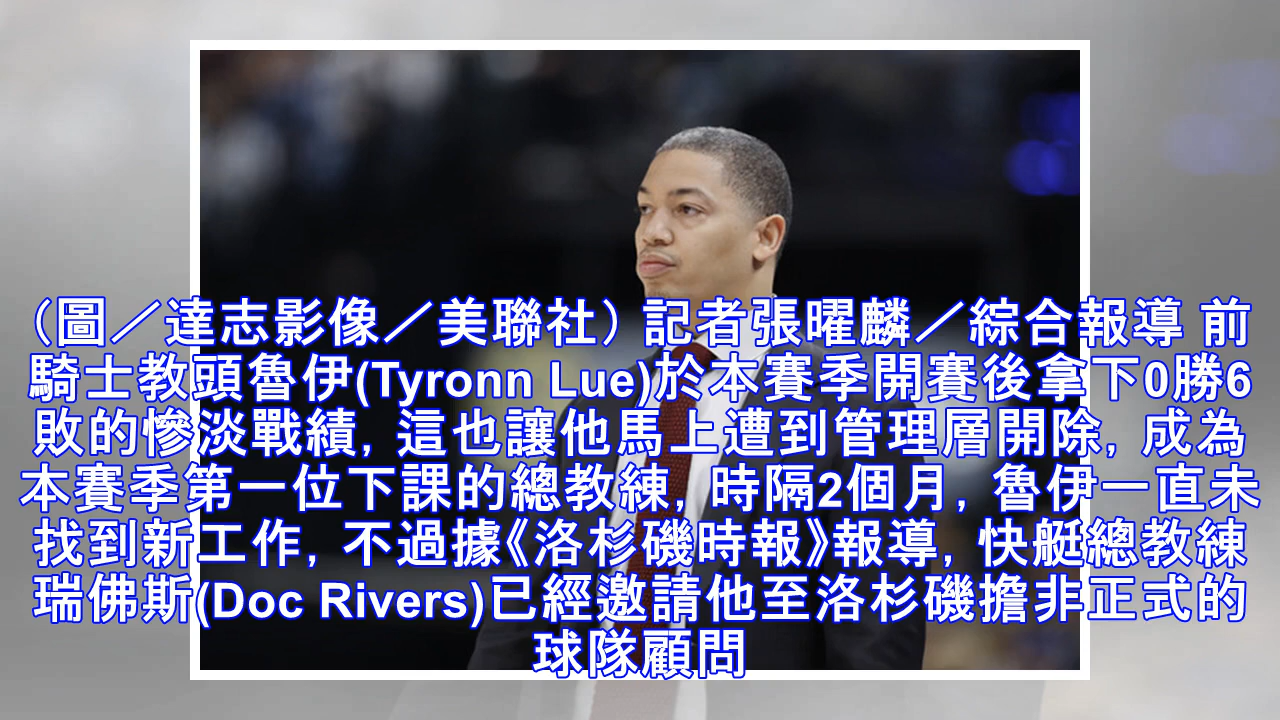 （圖／達志影像／美聯社） 記者張曜麟／綜合報導 前
騎士教頭魯伊(Tyronn Lue)於本賽季開賽後拿下0勝6
敗的慘淡戰績, 這也讓他馬上遭到管理層開除, 成為
本賽季第一位下課的總教練, 時隔2個月, 魯伊一直未
找到新工作, 不過據《洛杉磯時報》報導, 快艇總教練
瑞佛斯(Doc Rivers)已經邀請他至洛杉磯擔非正式的
球隊顧問